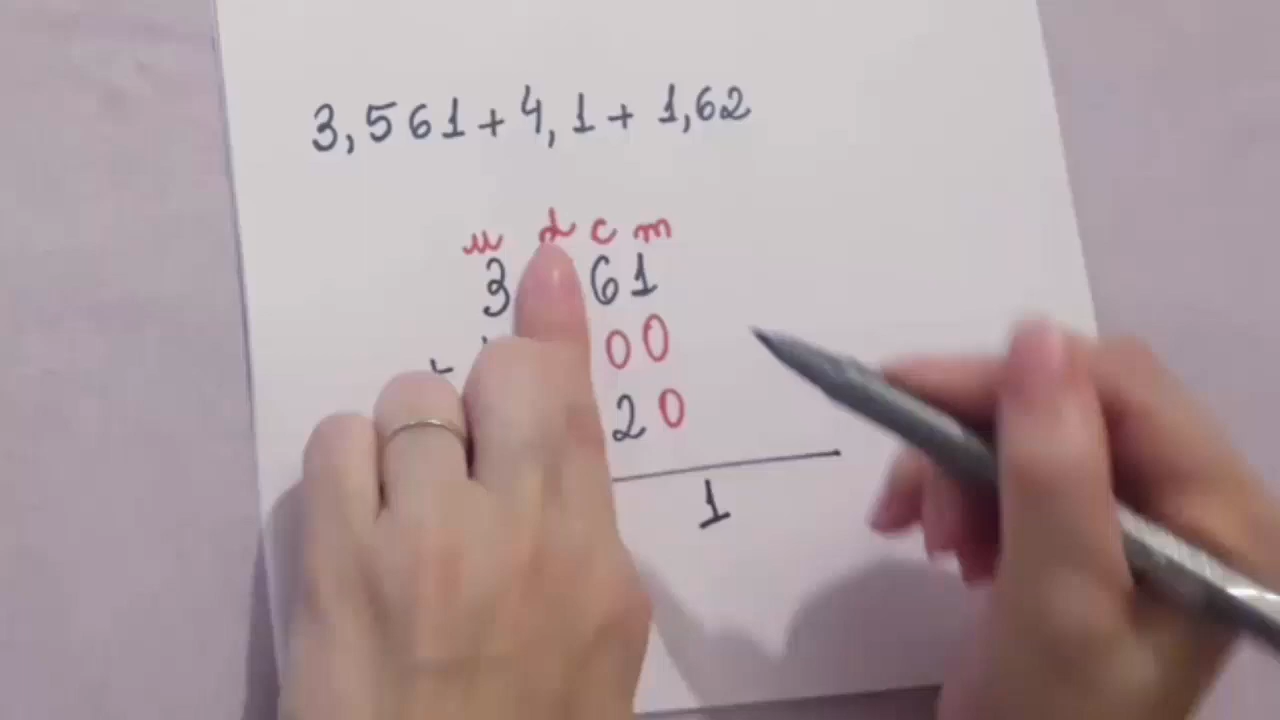 3,561 + 4,1 + 1,62
u d c m
3 61
+ 00
20
1